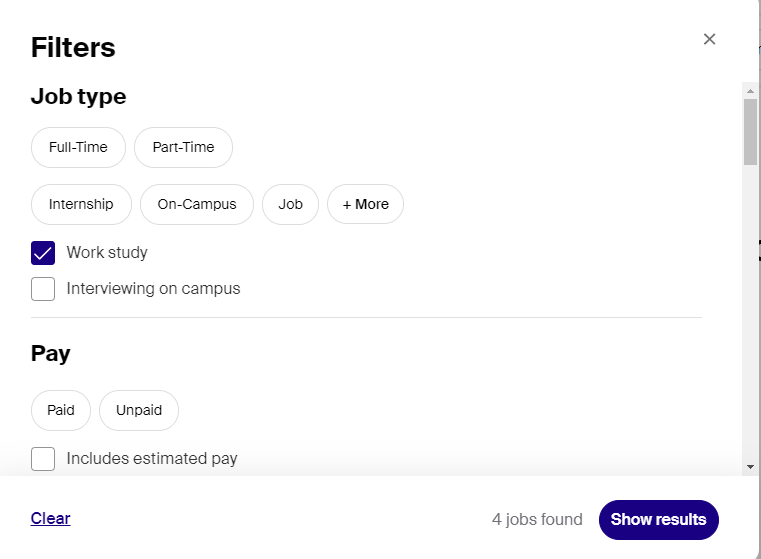 Filters
Job type
Full-Time Part-Time
Internship On-Campus Job + More
Work study
Interviewing on campus
Pay
Paid Unpaid
Includes estimated pay
Clear 4 jobs found Show results